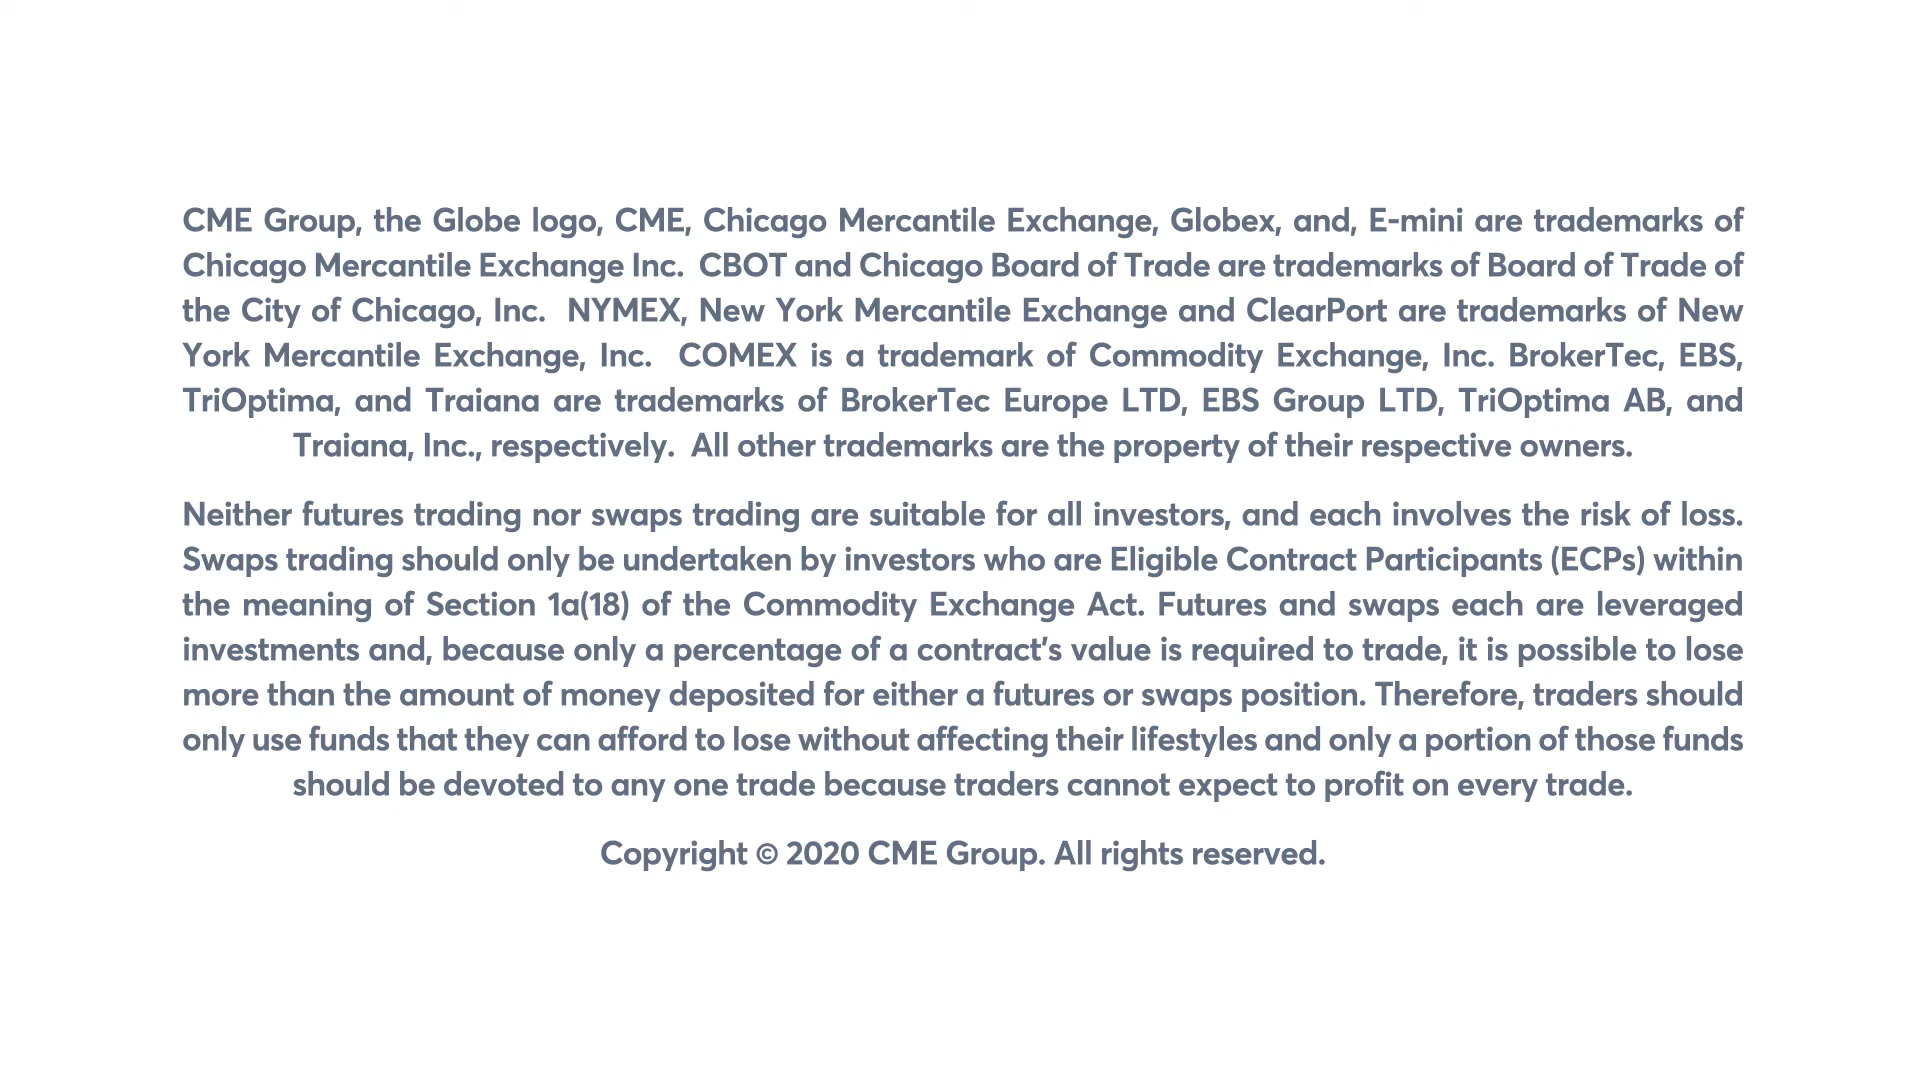 CME Group, the Globe logo, CME, Chicago Mercantile Exchange, Globex, and, E-mini are trademarks of
Chicago Mercantile Exchange Inc.  CBOT and Chicago Board of Trade are trademarks of Board of Trade of
the City of Chicago, Inc.  NYMEX, New York Mercantile Exchange and ClearPort are trademarks of New
York Mercantile Exchange, Inc.  COMEX is a trademark of Commodity Exchange, Inc. BrokerTec, EBS,
TriOptima, and Traiana are trademarks of BrokerTec Europe LTD, EBS Group LTD, TriOptima AB, and
Traiana, Inc., respectively.  All other trademarks are the property of their respective owners.
Neither futures trading nor swaps trading are suitable for all investors, and each involves the risk of loss.
Swaps trading should only be undertaken by investors who are Eligible Contract Participants (ECPs) within
the meaning of Section 1a(18) of the Commodity Exchange Act. Futures and swaps each are leveraged
investments and, because only a percentage of a contract's value is required to trade, it is possible to lose
more than the amount of money deposited for either a futures or swaps position. Therefore, traders should
only use funds that they can afford to lose without affecting their lifestyles and only a portion of those funds
should be devoted to any one trade because traders cannot expect to profit on every trade.
Copyright © 2020 CME Group. All rights reserved.